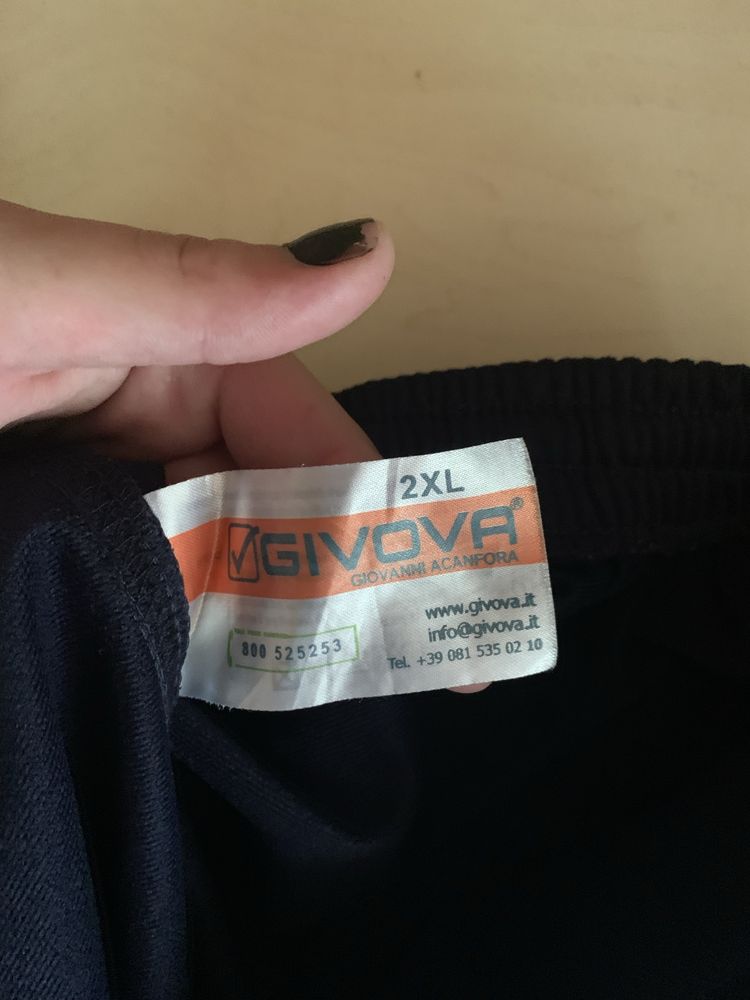 2XL
GIVOVA®
GIOVANNI ACANFORA
www.givova.it
info@givova.it
800 525253
Tel. +39 081 535 02 10